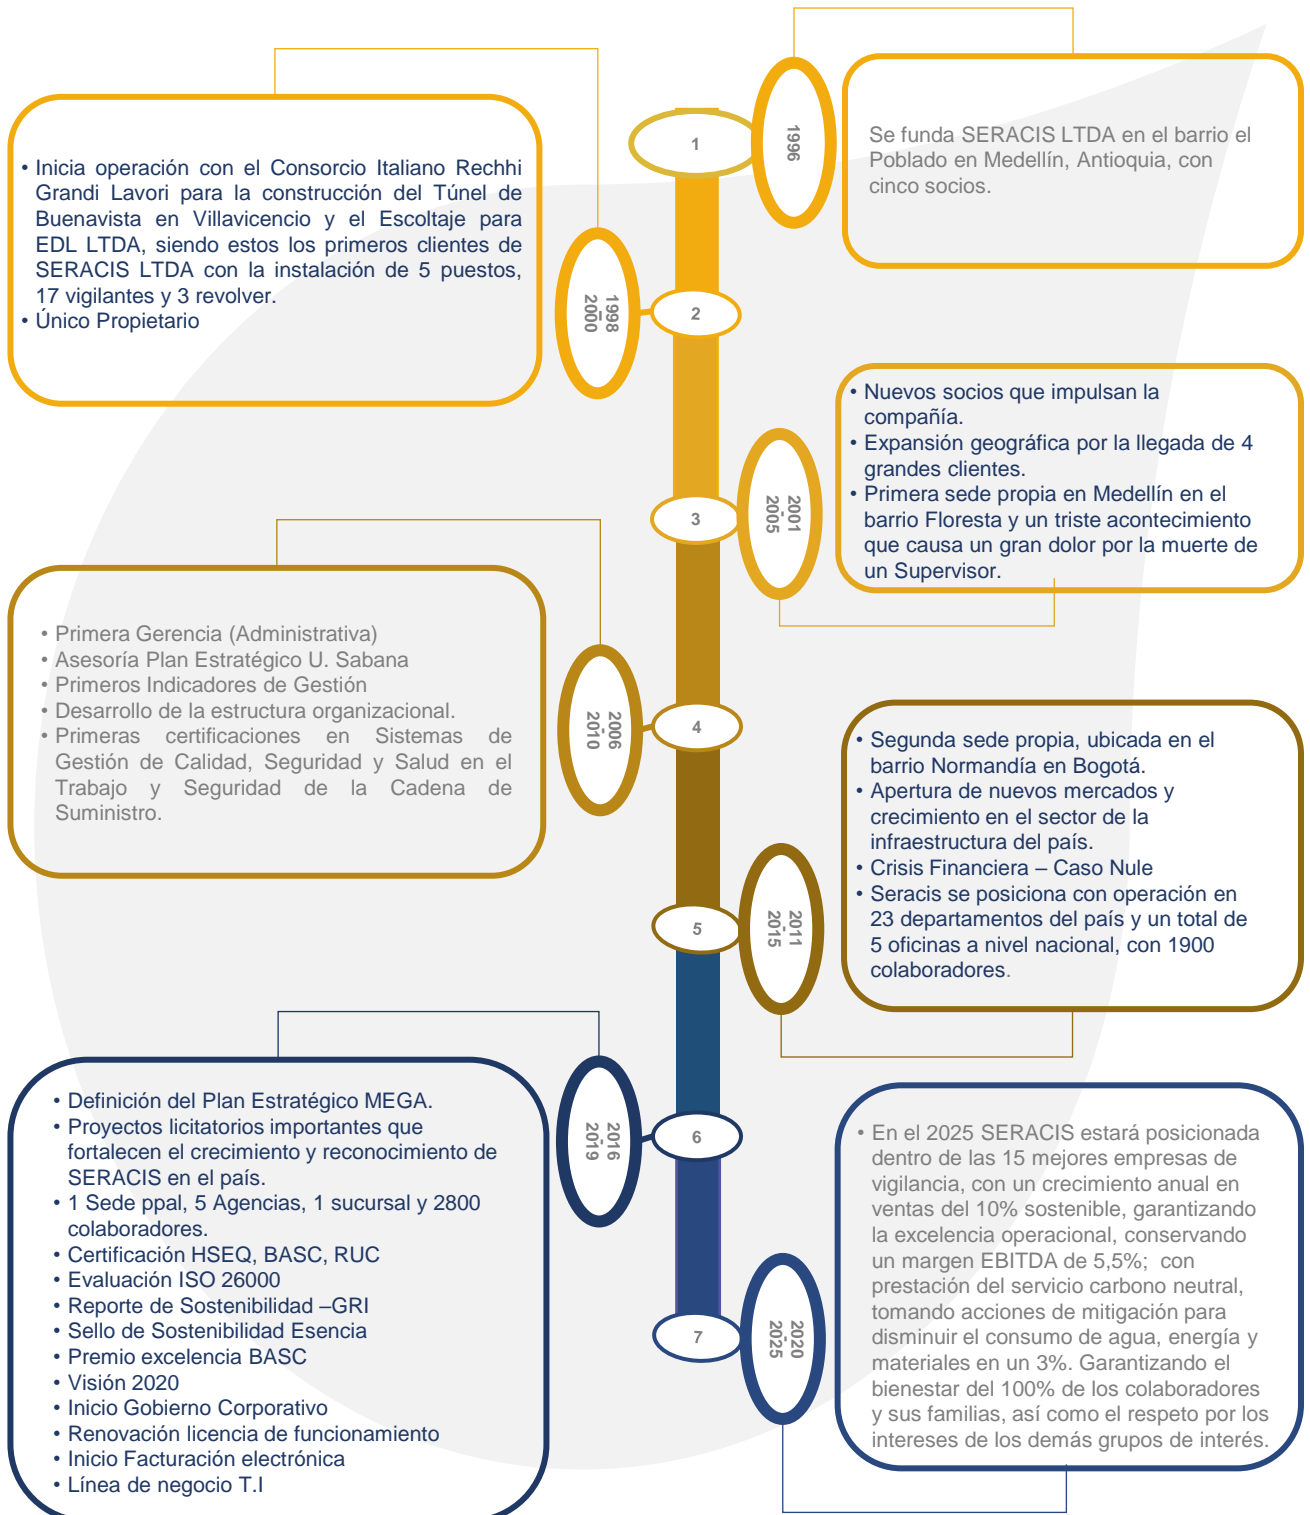 1
1996
Se funda SERACIS LTDA en el barrio el
Poblado en Medellín, Antioquia, con
cinco socios.
• Inicia operación con el Consorcio Italiano Rechhi
Grandi Lavori para la construcción del Túnel de
Buenavista en Villavicencio y el Escoltaje para
EDL LTDA, siendo estos los primeros clientes de
SERACIS LTDA con la instalación de 5 puestos,
17 vigilantes y 3 revolver.
• Único Propietario
1998
-
2000
2
3
2001
-
2005
• Nuevos socios que impulsan la
compañía.
• Expansión geográfica por la llegada de 4
grandes clientes.
• Primera sede propia en Medellín en el
barrio Floresta y un triste acontecimiento
que causa un gran dolor por la muerte de
un Supervisor.
• Primera Gerencia (Administrativa)
• Asesoría Plan Estratégico U. Sabana
• Primeros Indicadores de Gestión
• Desarrollo de la estructura organizacional.
• Primeras certificaciones en Sistemas de
Gestión de Calidad, Seguridad y Salud en el
Trabajo y Seguridad de la Cadena de
Suministro.
2006
-
2010
4
5
2011
-
2015
• Segunda sede propia, ubicada en el
barrio Normandía en Bogotá.
• Apertura de nuevos mercados y
crecimiento en el sector de la
infraestructura del país.
• Crisis Financiera – Caso Nule
• Seracis se posiciona con operación en
23 departamentos del país y un total de
5 oficinas a nivel nacional, con 1900
colaboradores.
• Definición del Plan Estratégico MEGA.
• Proyectos licitatorios importantes que
fortalecen el crecimiento y reconocimiento de
SERACIS en el país.
• 1 Sede ppal, 5 Agencias, 1 sucursal y 2800
colaboradores.
• Certificación HSEQ, BASC, RUC
• Evaluación ISO 26000
• Reporte de Sostenibilidad –GRI
• Sello de Sostenibilidad Esencia
• Premio excelencia BASC
• Visión 2020
• Inicio Gobierno Corporativo
• Renovación licencia de funcionamiento
• Inicio Facturación electrónica
• Línea de negocio T.I
2016
-
2019
6
7
2020
-
2025
• En el 2025 SERACIS estará posicionada
dentro de las 15 mejores empresas de
vigilancia, con un crecimiento anual en
ventas del 10% sostenible, garantizando
la excelencia operacional, conservando
un margen EBITDA de 5,5%; con
prestación del servicio carbono neutral,
tomando acciones de mitigación para
disminuir el consumo de agua, energía y
materiales en un 3%. Garantizando el
bienestar del 100% de los colaboradores
y sus familias, así como el respeto por los
intereses de los demás grupos de interés.